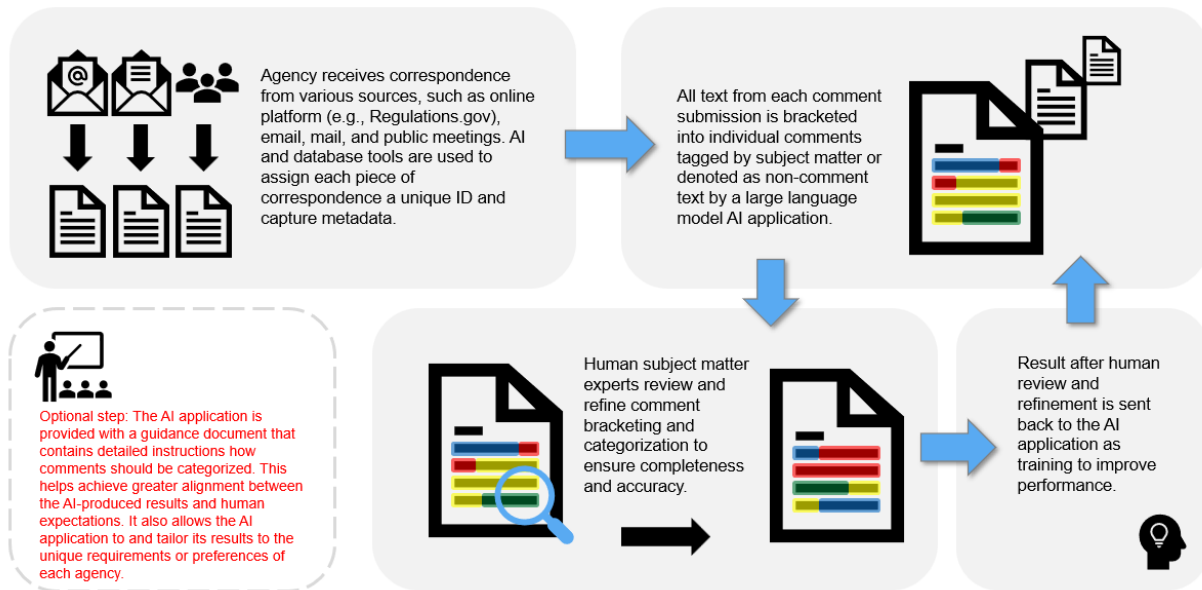 Agency receives correspondence
from various sources, such as online
platform (e.g., Regulations.gov),
email, mail, and public meetings. AI
and database tools are used to
assign each piece of
correspondence a unique ID and
capture metadata.
All text from each comment
submission is bracketed
into individual comments
tagged by subject matter or
denoted as non-comment
text by a large language
model AI application.
Optional step: The AI application is
provided with a guidance document that
contains detailed instructions how
comments should be categorized. This
helps achieve greater alignment between
the AI-produced results and human
expectations. It also allows the AI
application to and tailor its results to the
unique requirements or preferences of
each agency.
Human subject matter
experts review and
refine comment
bracketing and
categorization to
ensure completeness
and accuracy.
Result after human
review and
refinement is sent
back to the AI
application as
training to improve
performance.